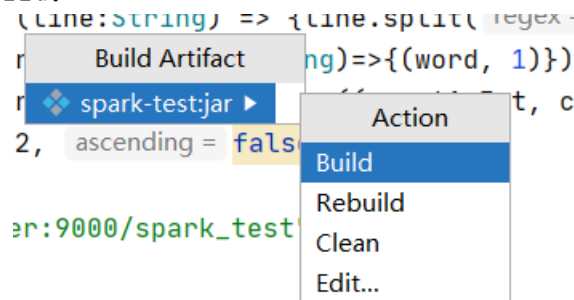 (line:String) => {line.split( regex
Build Artifact
ng)=>{(word, 1)})
spark-test:jar
t, c
Action
2, ascending = fals
Build
Rebuild
er:9000/spark_test"
Clean
Edit...